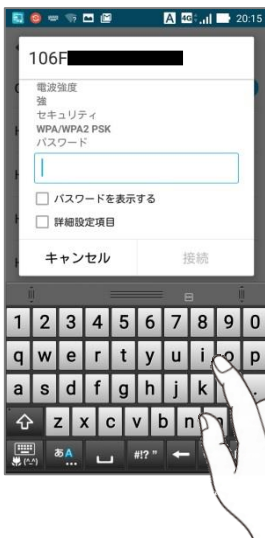 A 4G 20:15
106F
電波強度
強
セキュリティ
WPA/WPA2 PSK
パスワード
パスワードを表示する
詳細設定項目
キャンセル 接続
1 2 3 4 5 6 7 8 9 0
q w e r t y u i o p
a s d f g h j k
z x c v b n
(^_^) あA #!? "